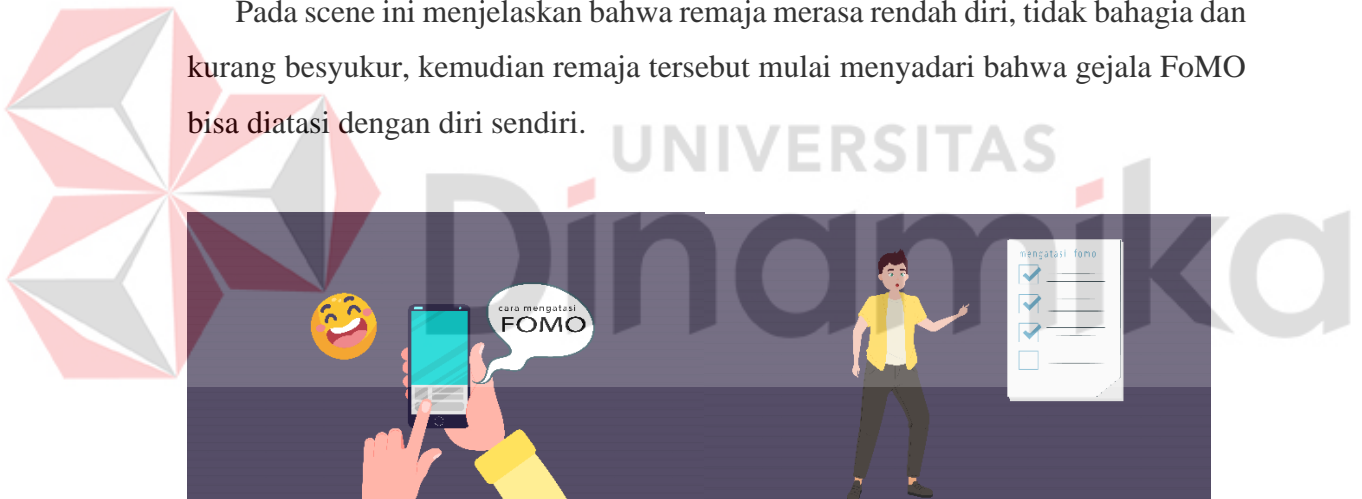 Pada scene ini menjelaskan bahwa remaja merasa rendah diri, tidak bahagia dan
kurang besyukur, kemudian remaja tersebut mulai menyadari bahwa gejala FoMO
bisa diatasi dengan diri sendiri.
UNIVERSITAS
Dinamika
cara mengatasi
FOMO
mengatasi fomo